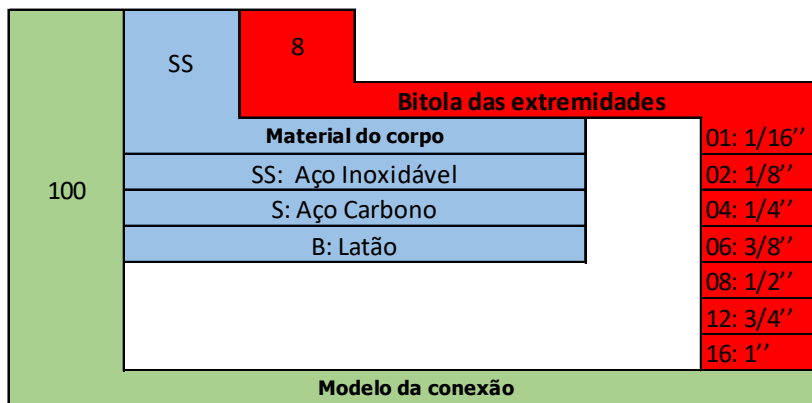 SS
8
Bitola das extremidades
Material do corpo
01: 1/16’’
SS:  Aço Inoxidável
02: 1/8’’
100
S: Aço Carbono
04: 1/4’’
B: Latão
06: 3/8’’
08: 1/2’’
12: 3/4’’
16: 1’’
Modelo da conexão